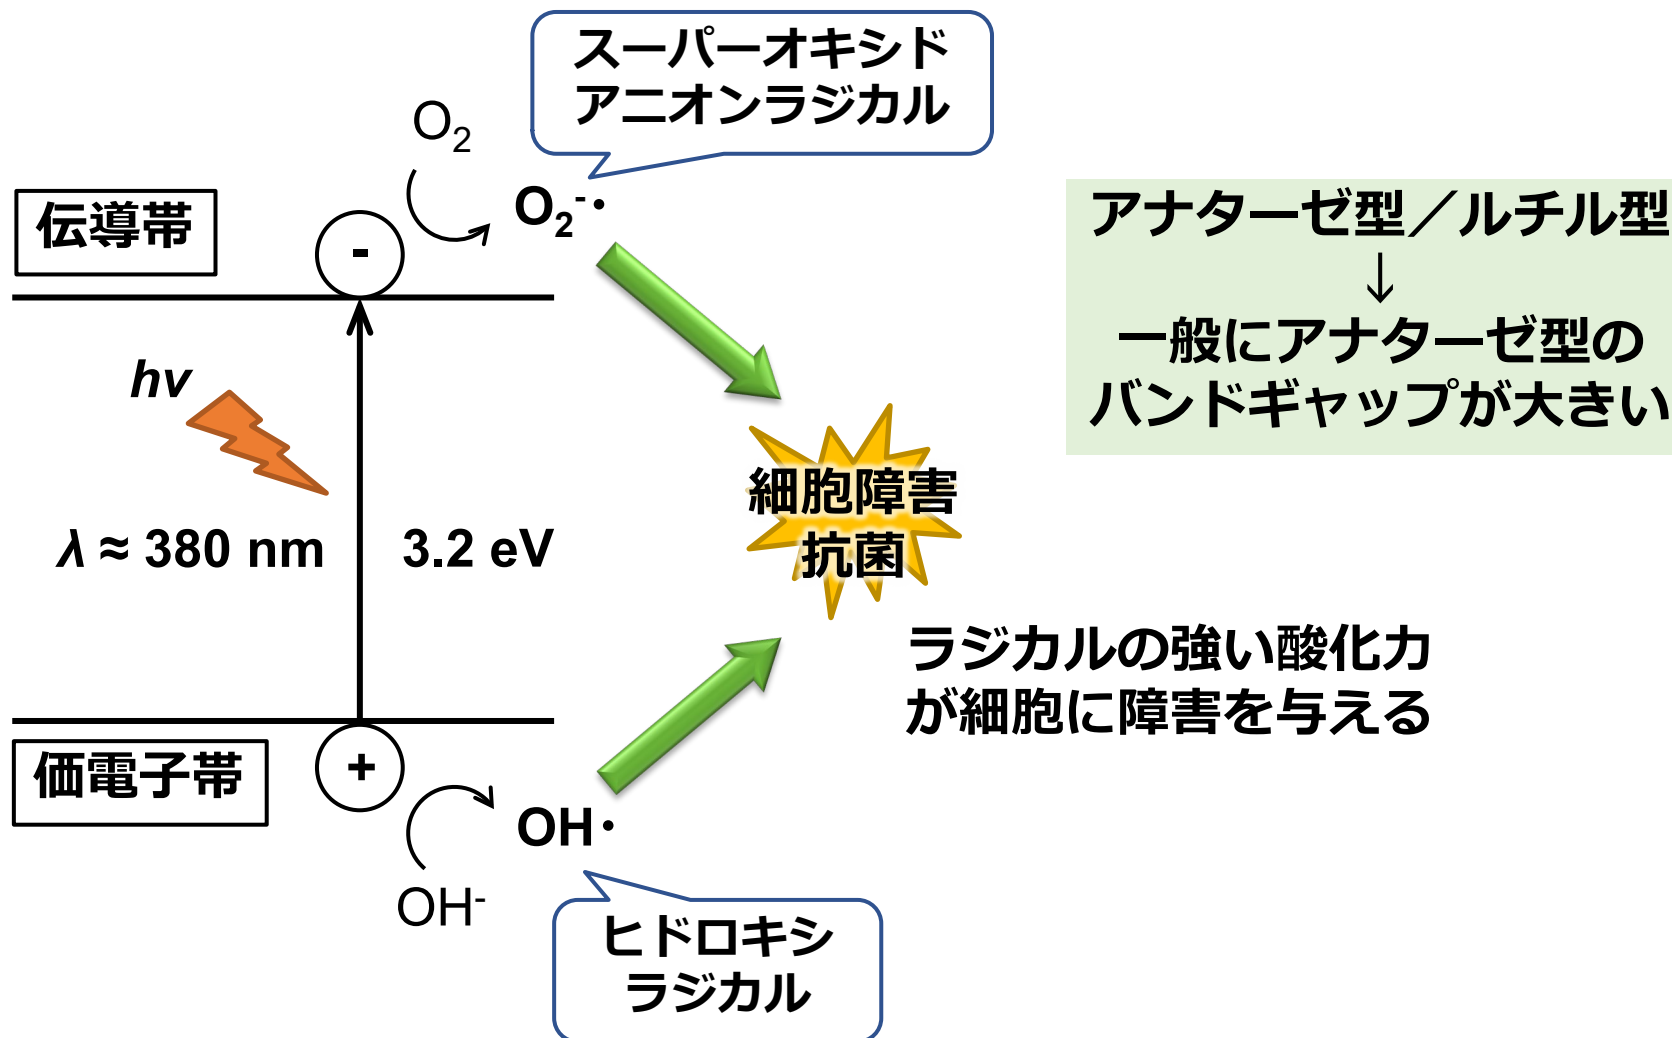 スーパーオキシド
アニオンラジカル
O₂
O₂⁻・
伝導帯
-
アナターゼ型／ルチル型
↓
一般にアナターゼ型の
バンドギャップが大きい
hν
細胞障害
抗菌
λ ≈ 380 nm
3.2 eV
ラジカルの強い酸化力
が細胞に障害を与える
価電子帯
+
OH・
OH⁻
ヒドロキシ
ラジカル